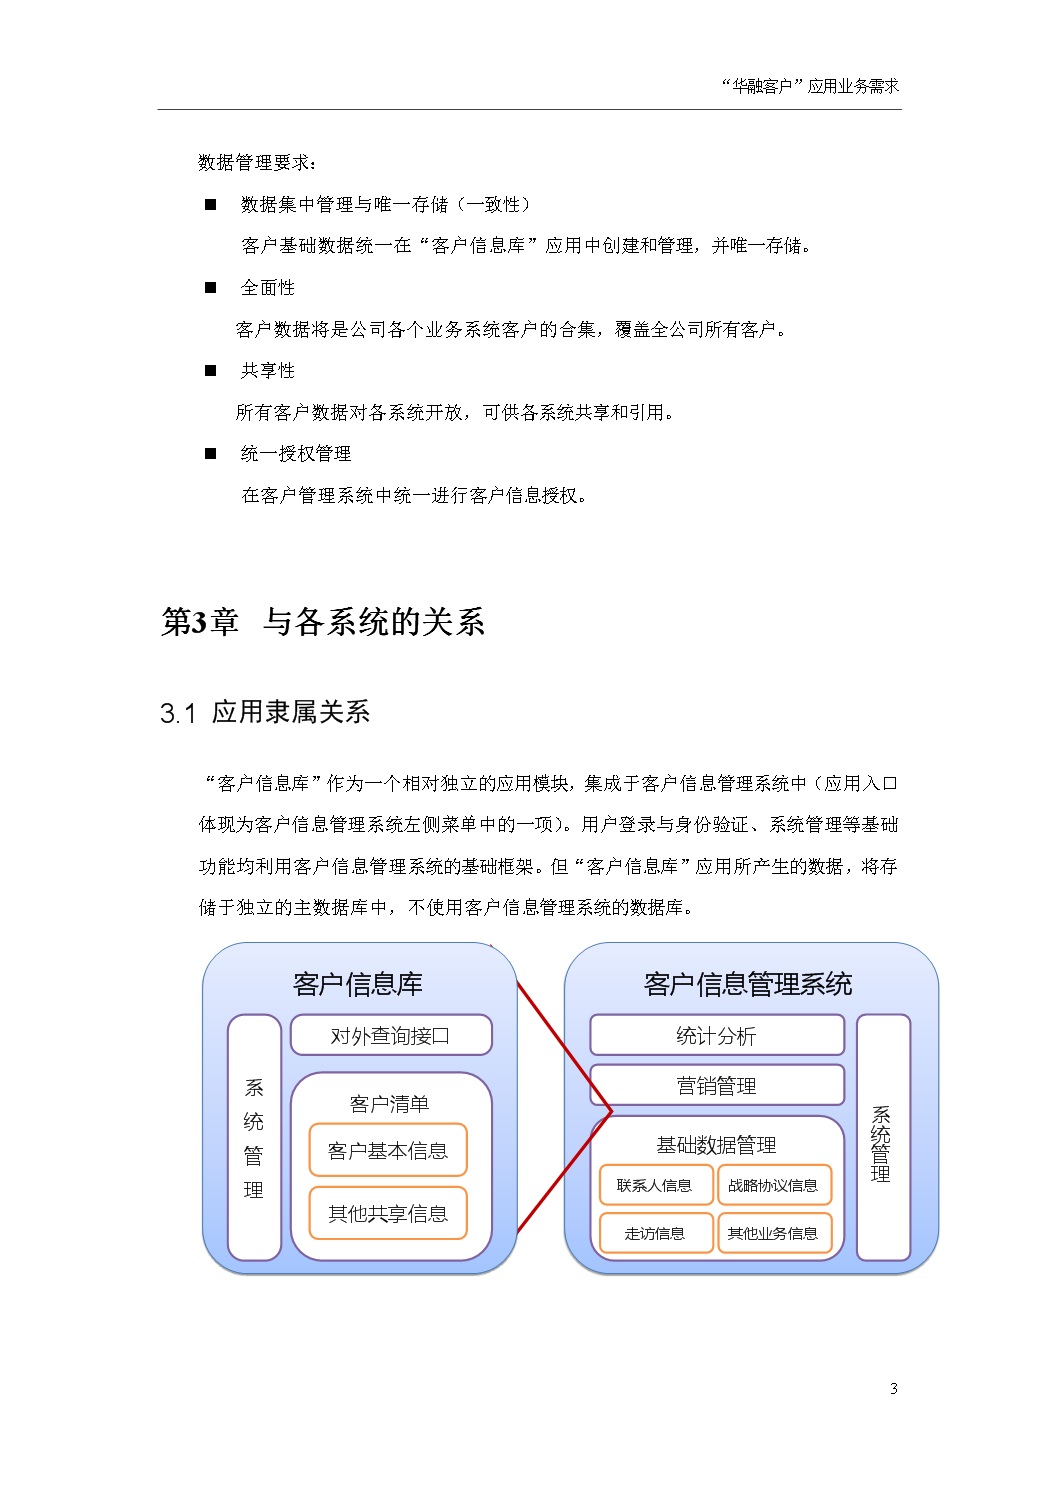 “华融客户”应用业务需求
数据管理要求：
■ 数据集中管理与唯一存储（一致性）
客户基础数据统一在“客户信息库”应用中创建和管理，并唯一存储。
■ 全面性
客户数据将是公司各个业务系统客户的合集，覆盖全公司所有客户。
■ 共享性
所有客户数据对各系统开放，可供各系统共享和引用。
■ 统一授权管理
在客户管理系统中统一进行客户信息授权。
第3章 与各系统的关系
3.1 应用隶属关系
“客户信息库”作为一个相对独立的应用模块，集成于客户信息管理系统中（应用入口
体现为客户信息管理系统左侧菜单中的一项）。用户登录与身份验证、系统管理等基础
功能均利用客户信息管理系统的基础框架。但“客户信息库”应用所产生的数据，将存
储于独立的主数据库中，不使用客户信息管理系统的数据库。
客户信息库
系统管理
对外查询接口
客户清单
客户基本信息
其他共享信息
客户信息管理系统
统计分析
营销管理
基础数据管理
联系人信息
战略协议信息
走访信息
其他业务信息
系统管理
3